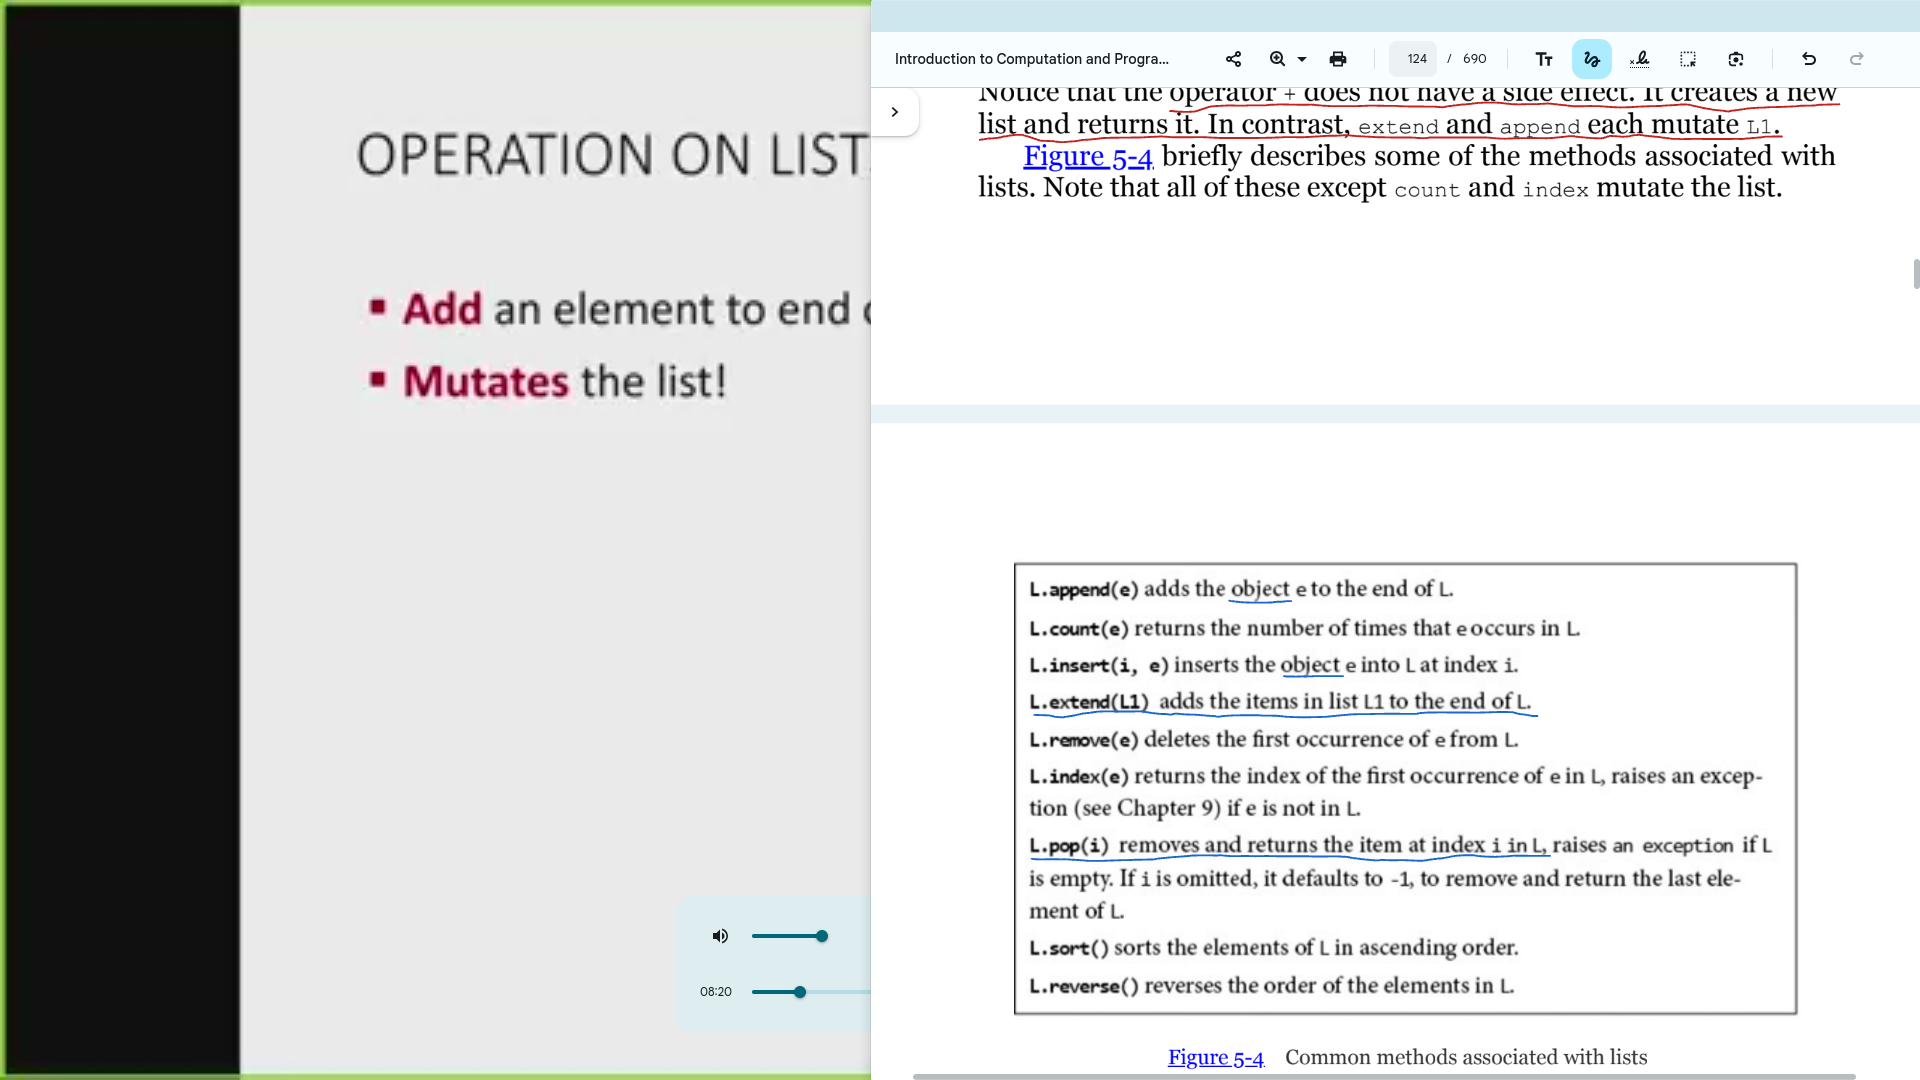 OPERATION ON LIST
▪ Add an element to end
▪ Mutates the list!
08:20
Introduction to Computation and Progra...
124 / 690
Notice that the operator + does not have a side effect. It creates a new
list and returns it. In contrast, extend and append each mutate L1.
Figure 5-4 briefly describes some of the methods associated with
lists. Note that all of these except count and index mutate the list.
L.append(e) adds the object e to the end of L.
L.count(e) returns the number of times that e occurs in L.
L.insert(i, e) inserts the object e into L at index i.
L.extend(L1) adds the items in list L1 to the end of L.
L.remove(e) deletes the first occurrence of e from L.
L.index(e) returns the index of the first occurrence of e in L, raises an excep-
tion (see Chapter 9) if e is not in L.
L.pop(i) removes and returns the item at index i in L, raises an exception if L
is empty. If i is omitted, it defaults to -1, to remove and return the last ele-
ment of L.
L.sort() sorts the elements of L in ascending order.
L.reverse() reverses the order of the elements in L.
Figure 5-4 Common methods associated with lists